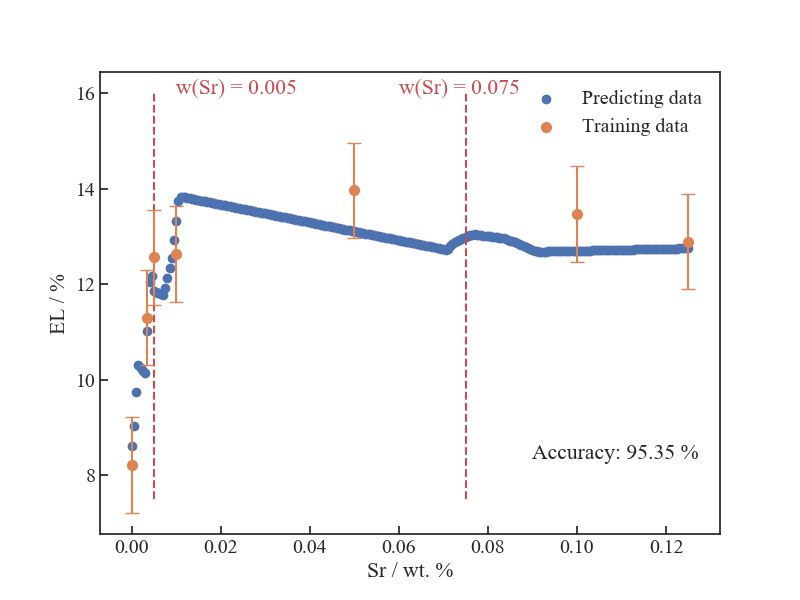 w(Sr) = 0.005
w(Sr) = 0.075
Predicting data
Training data
Accuracy: 95.35 %
EL / %
16
14
12
10
8
0.00
0.02
0.04
0.06
0.08
0.10
0.12
Sr / wt. %